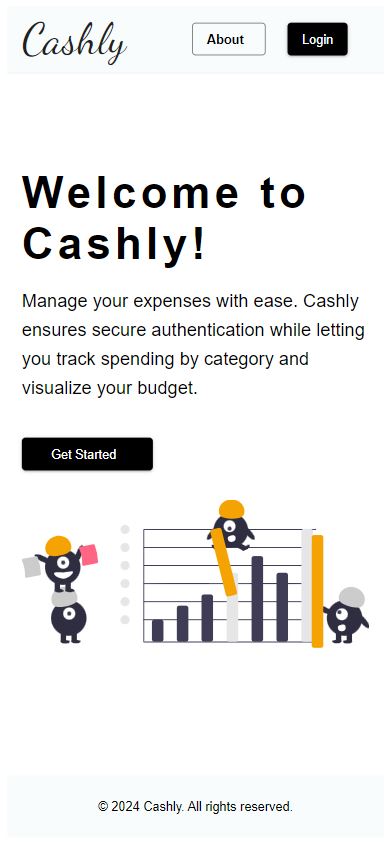 Cashly
About
Login
Welcome to
Cashly!
Manage your expenses with ease. Cashly
ensures secure authentication while letting
you track spending by category and
visualize your budget.
Get Started
© 2024 Cashly. All rights reserved.